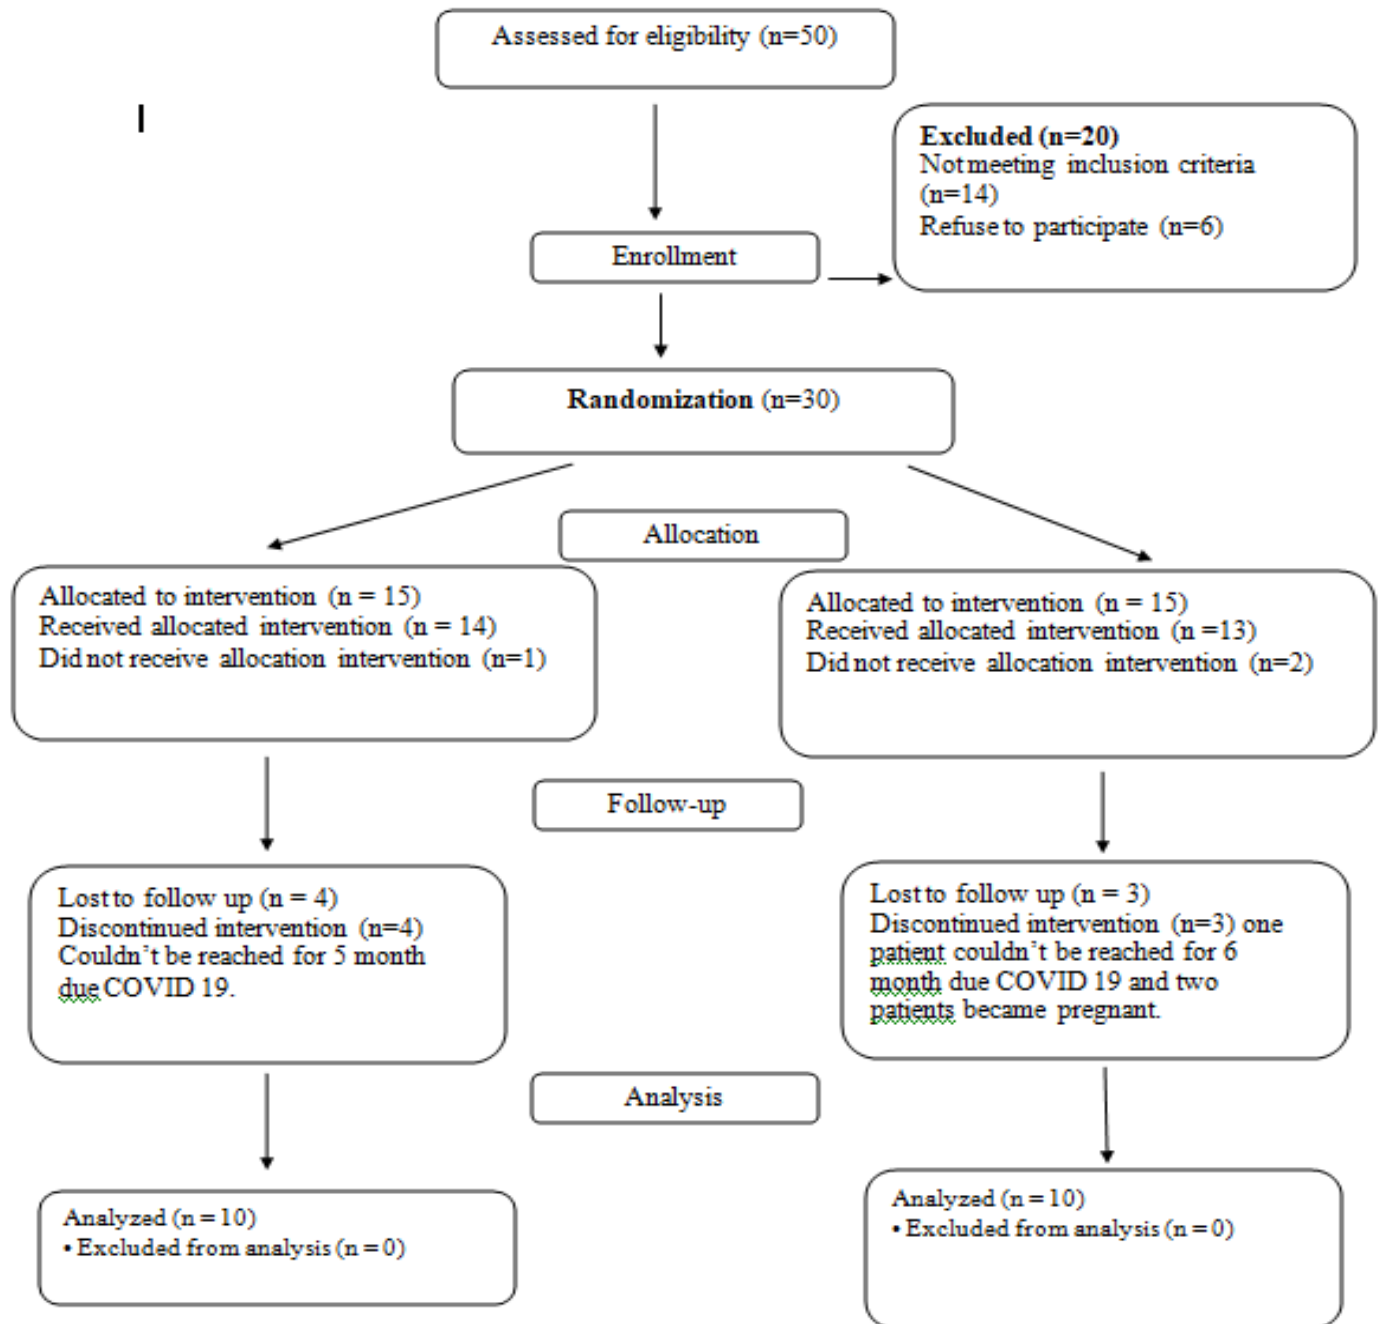 Assessed for eligibility (n=50)
Excluded (n=20)
Not meeting inclusion criteria
(n=14)
Refuse to participate (n=6)
Enrollment
Randomization (n=30)
Allocation
Allocated to intervention (n = 15)
Received allocated intervention (n = 14)
Did not receive allocation intervention (n=1)
Allocated to intervention (n = 15)
Received allocated intervention (n =13)
Did not receive allocation intervention (n=2)
Follow-up
Lost to follow up (n = 4)
Discontinued intervention (n=4)
Couldn’t be reached for 5 month
due COVID 19.
Lost to follow up (n = 3)
Discontinued intervention (n=3) one
patient couldn’t be reached for 6
month due COVID 19 and two
patients became pregnant.
Analysis
Analyzed (n = 10)
• Excluded from analysis (n = 0)
Analyzed (n = 10)
• Excluded from analysis (n = 0)